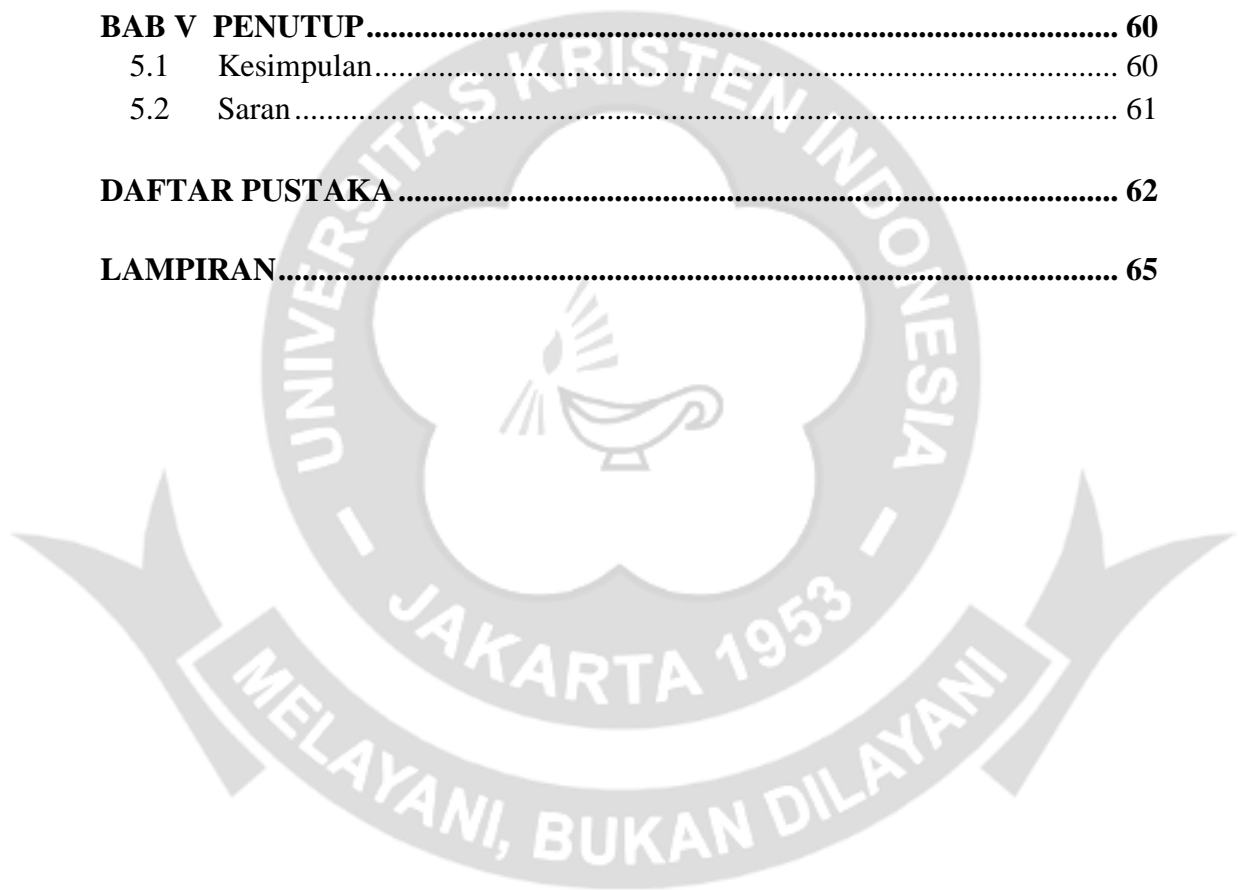 BAB V PENUTUP........................................................................................................ 60
5.1 Kesimpulan........................................................................................................ 60
5.2 Saran................................................................................................................... 61
DAFTAR PUSTAKA.................................................................................................... 62
LAMPIRAN.................................................................................................................... 65
UNIVERSITAS KRISTEN INDONESIA
- JAKARTA 1953 -
MELAYANI, BUKAN DILAYANI